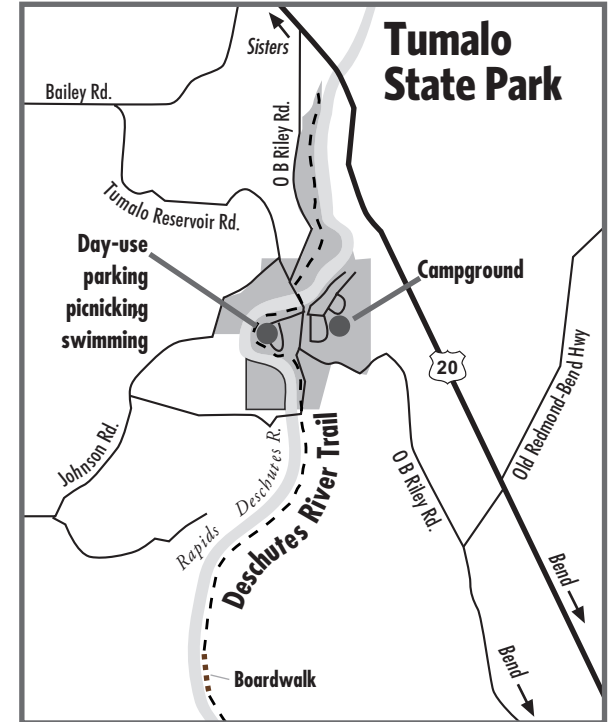 Tumalo
State Park
Sisters
Bailey Rd.
O B Riley Rd.
Tumalo Reservoir Rd.
Day-use
parking
picnicking
swimming
Campground
20
Old Redmond-Bend Hwy
Johnson Rd.
Deschutes R.
Rapids
Deschutes River Trail
O B Riley Rd.
Bend
Bend
Boardwalk